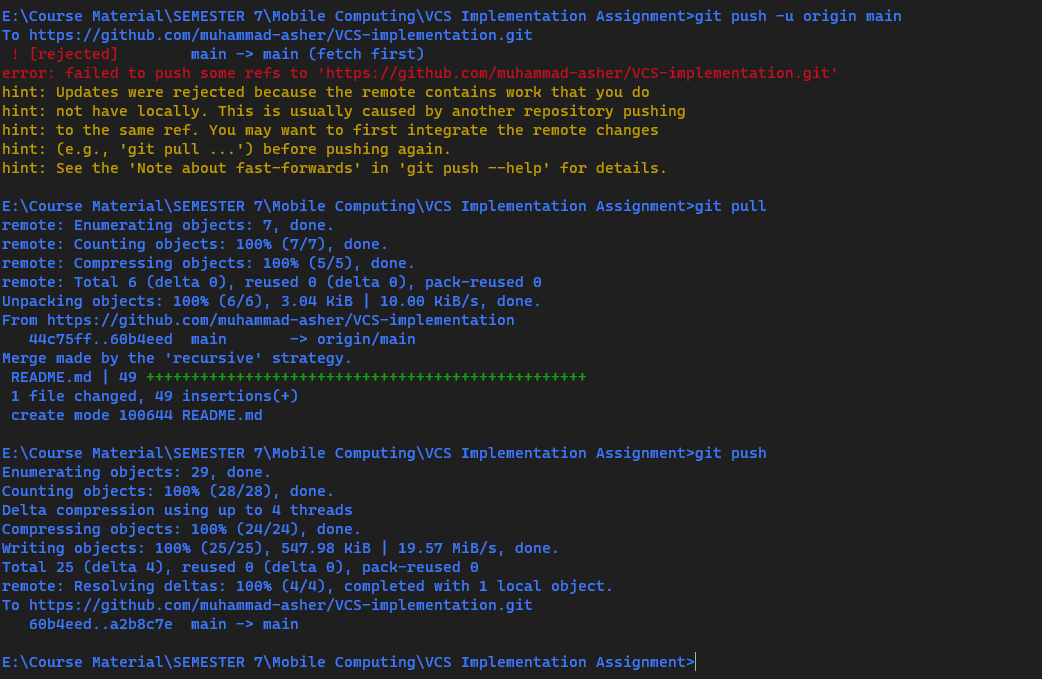 E:\Course Material\SEMESTER 7\Mobile Computing\VCS Implementation Assignment>git push -u origin main
To https://github.com/muhammad-asher/VCS-implementation.git
 ! [rejected]        main -> main (fetch first)
error: failed to push some refs to 'https://github.com/muhammad-asher/VCS-implementation.git'
hint: Updates were rejected because the remote contains work that you do
hint: not have locally. This is usually caused by another repository pushing
hint: to the same ref. You may want to first integrate the remote changes
hint: (e.g., 'git pull ...') before pushing again.
hint: See the 'Note about fast-forwards' in 'git push --help' for details.
E:\Course Material\SEMESTER 7\Mobile Computing\VCS Implementation Assignment>git pull
remote: Enumerating objects: 7, done.
remote: Counting objects: 100% (7/7), done.
remote: Compressing objects: 100% (5/5), done.
remote: Total 6 (delta 0), reused 0 (delta 0), pack-reused 0
Unpacking objects: 100% (6/6), 3.04 KiB | 10.00 KiB/s, done.
From https://github.com/muhammad-asher/VCS-implementation
   44c75ff..60b4eed  main       -> origin/main
Merge made by the 'recursive' strategy.
 README.md | 49 +++++++++++++++++++++++++++++++++++++++++++++++++
 1 file changed, 49 insertions(+)
 create mode 100644 README.md
E:\Course Material\SEMESTER 7\Mobile Computing\VCS Implementation Assignment>git push
Enumerating objects: 29, done.
Counting objects: 100% (28/28), done.
Delta compression using up to 4 threads
Compressing objects: 100% (24/24), done.
Writing objects: 100% (25/25), 547.98 KiB | 19.57 MiB/s, done.
Total 25 (delta 4), reused 0 (delta 0), pack-reused 0
remote: Resolving deltas: 100% (4/4), completed with 1 local object.
To https://github.com/muhammad-asher/VCS-implementation.git
   60b4eed..a2b8c7e  main -> main
E:\Course Material\SEMESTER 7\Mobile Computing\VCS Implementation Assignment>